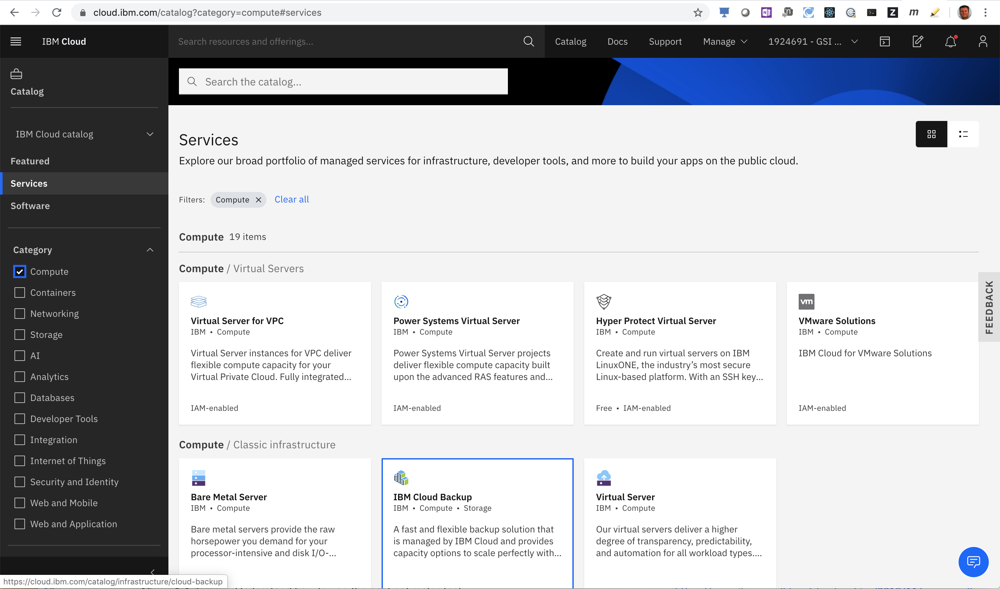 cloud.ibm.com/catalog?category=compute#services
IBM Cloud
Search resources and offerings...
Catalog
Docs
Support
Manage
1924691 - GSI ...
Catalog
Search the catalog...
IBM Cloud catalog
Featured
Services
Software
Category
Compute
Containers
Networking
Storage
AI
Analytics
Databases
Developer Tools
Integration
Internet of Things
Security and Identity
Web and Mobile
Web and Application
Services
Explore our broad portfolio of managed services for infrastructure, developer tools, and more to build your apps on the public cloud.
Filters: Compute Clear all
Compute 19 items
Compute / Virtual Servers
vm
Virtual Server for VPC
IBM • Compute
Virtual Server instances for VPC deliver
flexible compute capacity for your
Virtual Private Cloud. Fully integrated...
IAM-enabled
Power Systems Virtual Server
IBM • Compute
Power Systems Virtual Server projects
deliver flexible compute capacity built
upon the advanced RAS features and...
IAM-enabled
Hyper Protect Virtual Server
IBM • Compute
Create and run virtual servers on IBM
LinuxONE, the industry’s most secure
Linux-based platform. With an SSH key...
Free • IAM-enabled
VMware Solutions
IBM • Compute
IBM Cloud for VMware Solutions
IAM-enabled
FEEDBACK
Compute / Classic infrastructure
Bare Metal Server
IBM • Compute
Bare metal servers provide the raw
horsepower you demand for your
processor-intensive and disk I/O-...
IBM Cloud Backup
IBM • Compute • Storage
A fast and flexible backup solution that
is managed by IBM Cloud and provides
capacity options to scale perfectly with...
Virtual Server
IBM • Compute
Our virtual servers deliver a higher
degree of transparency, predictability,
and automation for all workload types....
https://cloud.ibm.com/catalog/infrastructure/cloud-backup